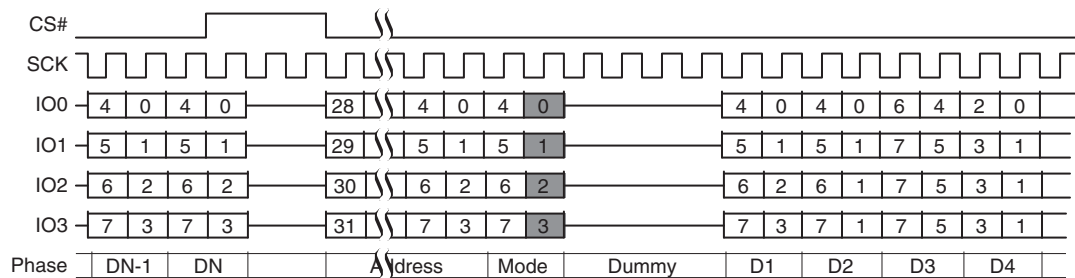 CS#
SCK
IO0 4 0 4 0 28 4 0 4 0 4 0 4 0 6 4 2 0
IO1 5 1 5 1 29 5 1 5 1 5 1 5 1 7 5 3 1
IO2 6 2 6 2 30 6 2 6 2 6 2 6 1 7 5 3 1
IO3 7 3 7 3 31 7 3 7 3 7 3 7 1 7 5 3 1
Phase DN-1 DN Address Mode Dummy D1 D2 D3 D4